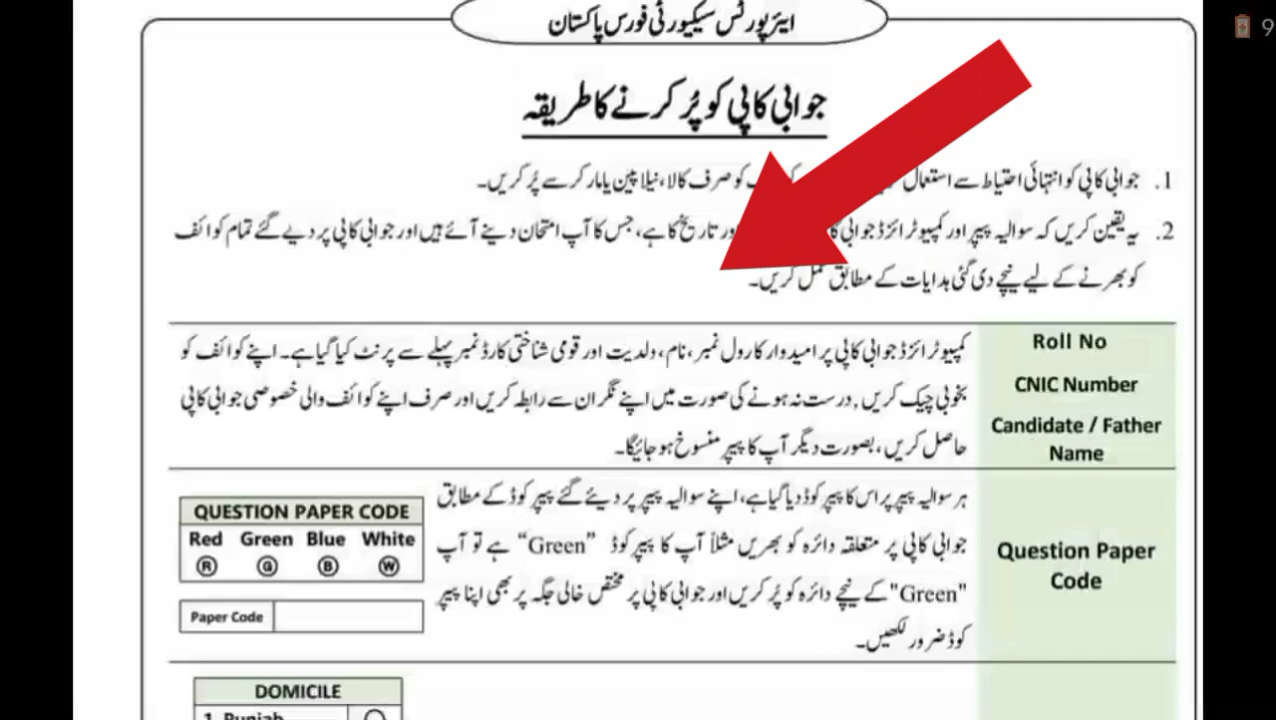 9
ایئرپورٹس سیکیورٹی فورس پاکستان
جوابی کاپی کو پُر کرنے کا طریقہ
1. جوابی کاپی کو انتہائی احتیاط سے استعمال کو صرف کالا، نیلا پین یا مارکر سے پُر کریں۔
2. یہ یقین کریں کہ سوالیہ پیپر اور کمپیوٹرائزڈ جوابی تاریخ کا ہے، جس کا آپ امتحان دینے آئے ہیں اور جوابی کاپی پر دیے گئے تمام کوائف
کو بھرنے کے لیے نیچے دی گئی ہدایات کے مطابق عمل کریں۔
Roll No
CNIC Number
Candidate / Father
Name
کمپیوٹرائزڈ جوابی کاپی پر امیدوار کا رول نمبر، نام، ولدیت اور قومی شناختی کارڈ نمبر پہلے سے پرنٹ کیا گیا ہے۔ اپنے کوائف کو
بخوبی چیک کریں, درست نہ ہونے کی صورت میں اپنے نگران سے رابطہ کریں اور صرف اپنے کوائف والی خصوصی جوابی کاپی
حاصل کریں، بصورت دیگر آپ کا پیپر منسوخ ہو جائیگا۔
Question Paper
Code
ہر سوالیہ پیپر پر اس کا پیپر کوڈ دیا گیا ہے، اپنے سوالیہ پیپر پر دیئے گئے پیپر کوڈ کے مطابق
جوابی کاپی پر متعلقہ دائرہ کو بھریں مثلاً آپ کا پیپر کوڈ "Green" ہے تو آپ
"Green" کے نیچے دائرہ کو پُر کریں اور جوابی کاپی پر مختص خالی جگہ پر بھی اپنا پیپر
کوڈ ضرور لکھیں۔
QUESTION PAPER CODE
Red Green Blue White
R G B W
Paper Code
DOMICILE
1. Punjab